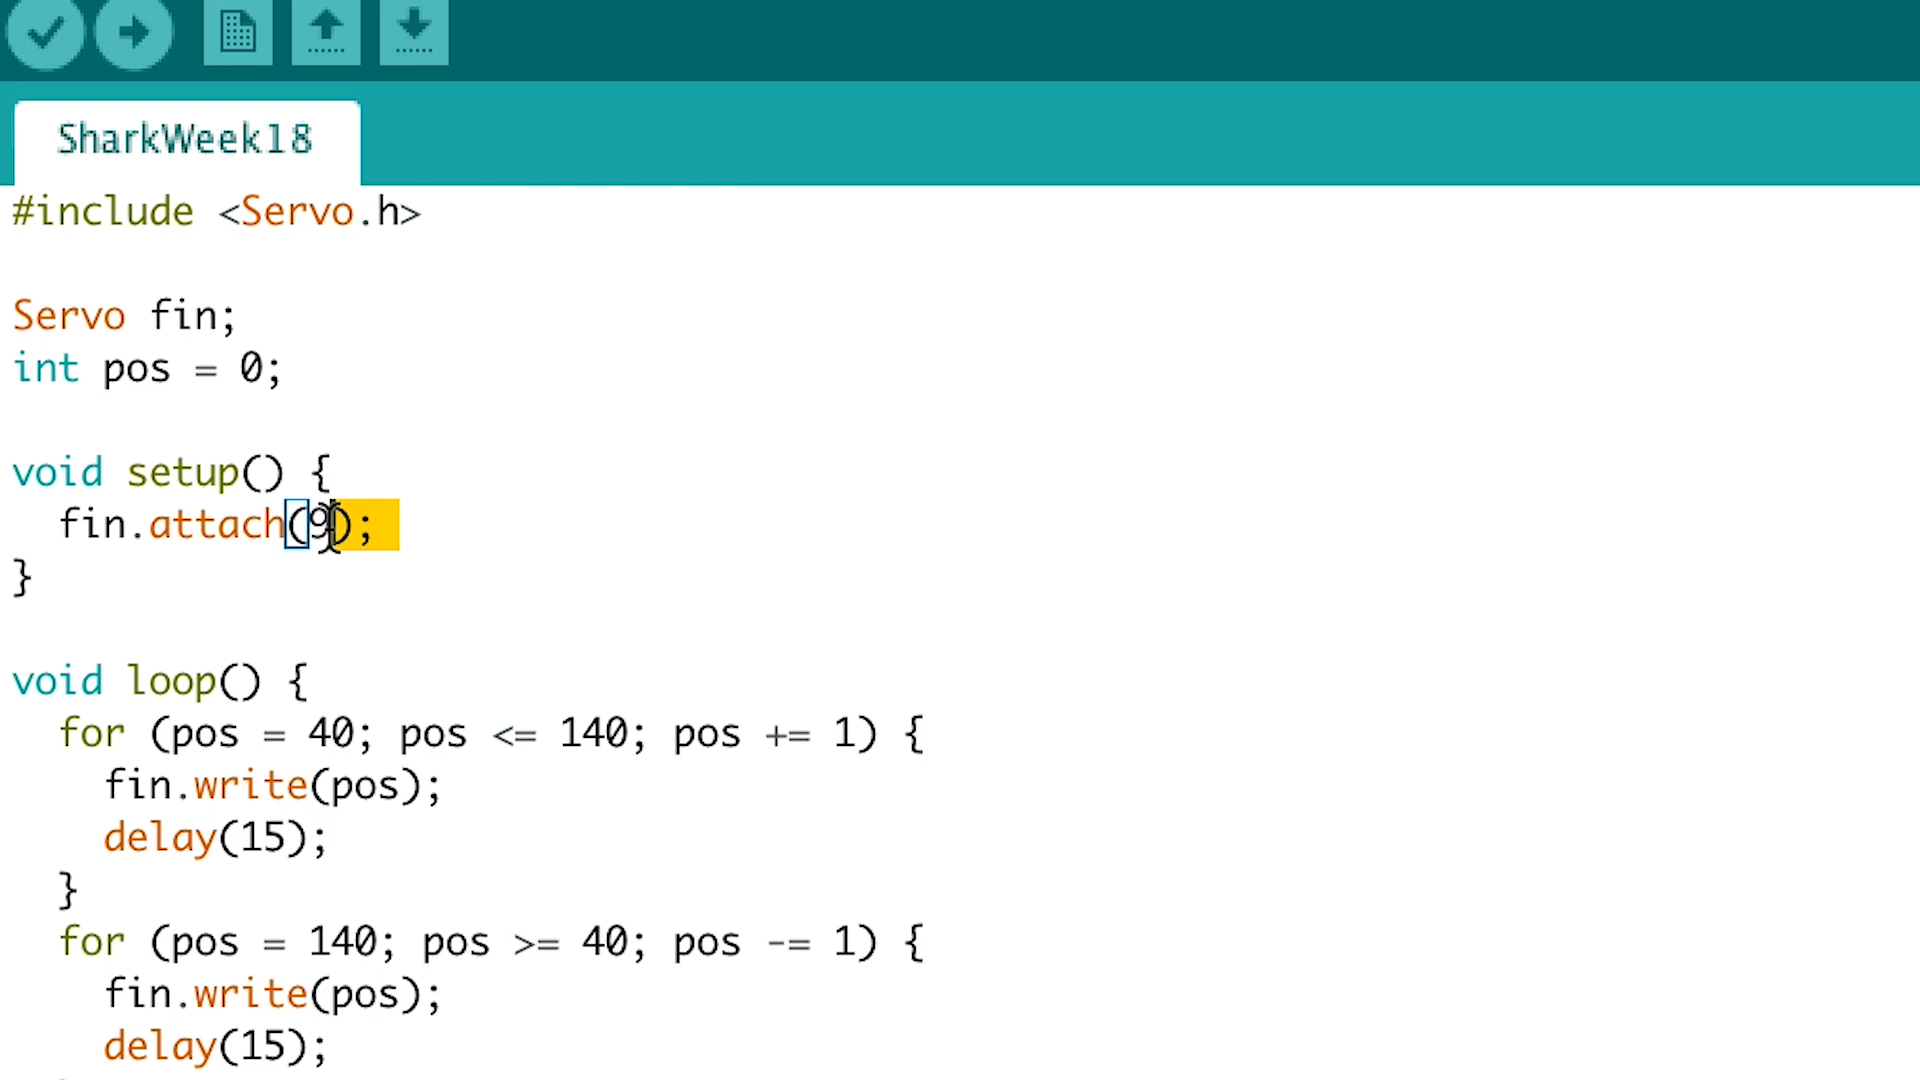 SharkWeek18
#include <Servo.h>
Servo fin;
int pos = 0;
void setup() {
fin.attach(9);
}
void loop() {
for (pos = 40; pos <= 140; pos += 1) {
fin.write(pos);
delay(15);
}
for (pos = 140; pos >= 40; pos -= 1) {
fin.write(pos);
delay(15);